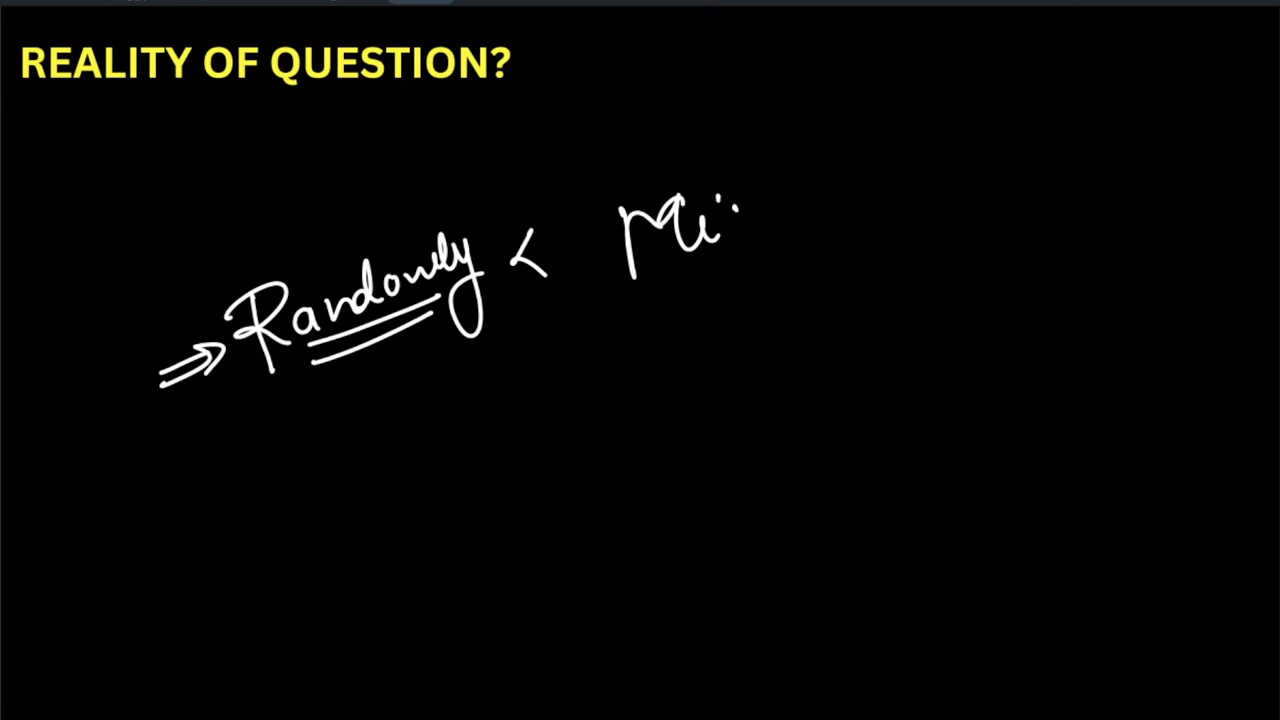 REALITY OF QUESTION?
⇒ Randomly <